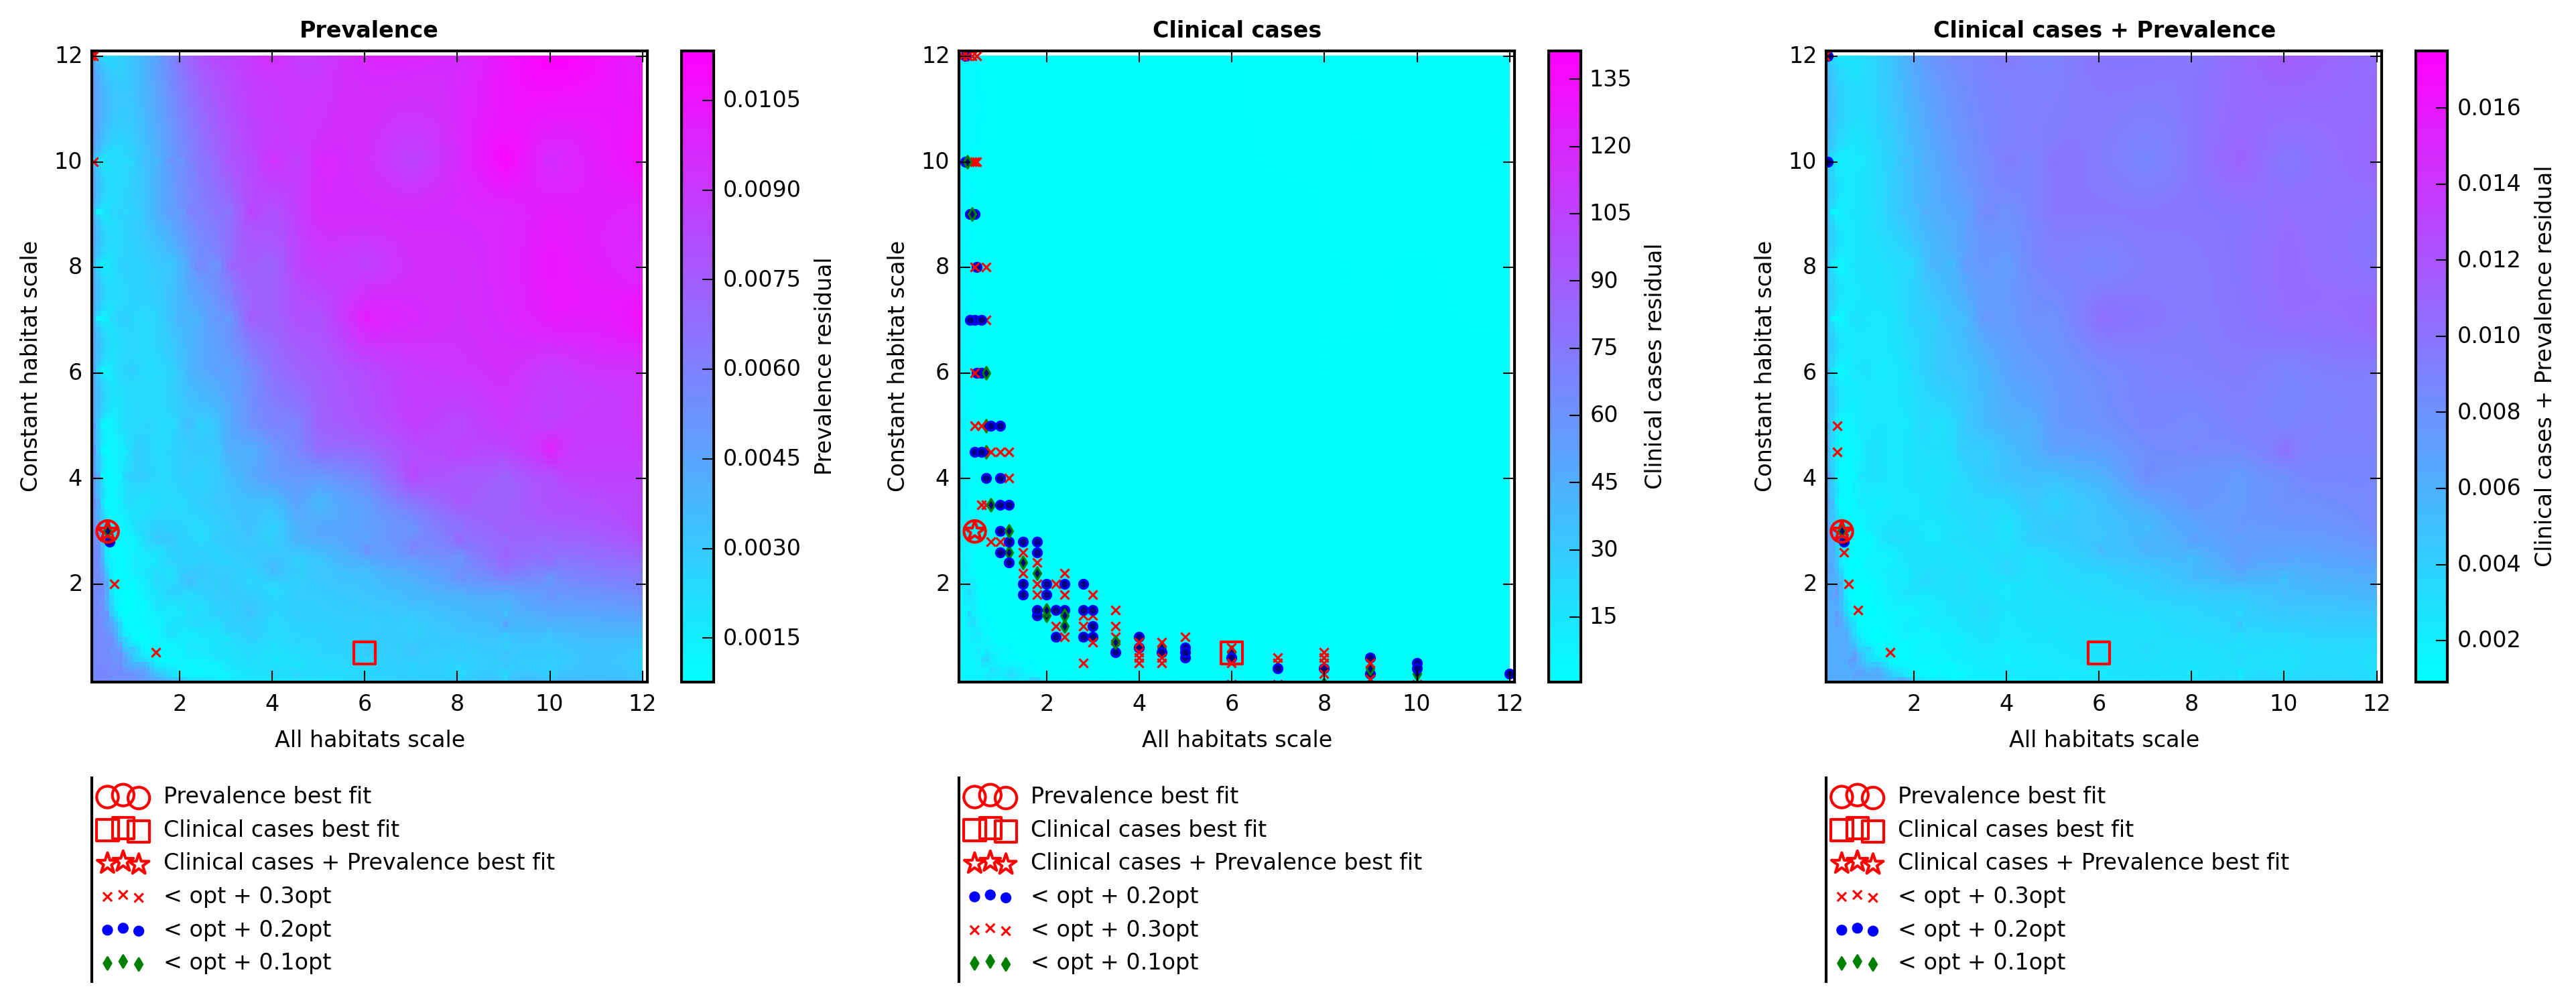 Prevalence
Clinical cases
Clinical cases + Prevalence
12
10
8
6
4
2
2 4 6 8 10 12
Constant habitat scale
All habitats scale
0.0105
0.0090
0.0075
0.0060
0.0045
0.0030
0.0015
Prevalence residual
12
10
8
6
4
2
2 4 6 8 10 12
Constant habitat scale
All habitats scale
135
120
105
90
75
60
45
30
15
Clinical cases residual
12
10
8
6
4
2
2 4 6 8 10 12
Constant habitat scale
All habitats scale
0.016
0.014
0.012
0.010
0.008
0.006
0.004
0.002
Clinical cases + Prevalence residual
Prevalence best fit
Clinical cases best fit
Clinical cases + Prevalence best fit
< opt + 0.3opt
< opt + 0.2opt
< opt + 0.1opt
Prevalence best fit
Clinical cases best fit
Clinical cases + Prevalence best fit
< opt + 0.2opt
< opt + 0.3opt
< opt + 0.1opt
Prevalence best fit
Clinical cases best fit
Clinical cases + Prevalence best fit
< opt + 0.3opt
< opt + 0.2opt
< opt + 0.1opt